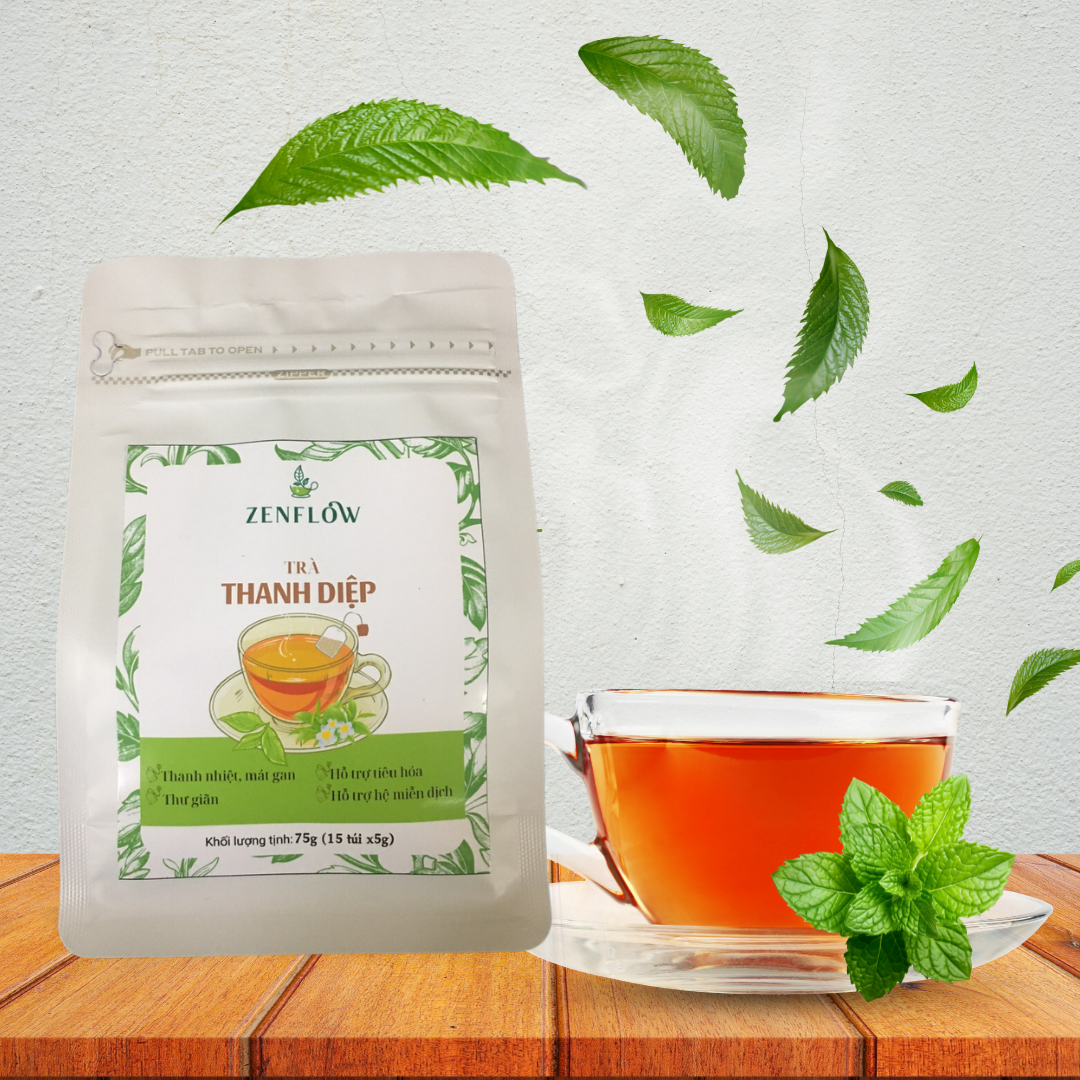 PULL TAB TO OPEN
ZIPPER
ZENFLOW
TRÀ
THANH DIỆP
Thanh nhiệt, mát gan
Hỗ trợ tiêu hóa
Thư giãn
Hỗ trợ hệ miễn dịch
Khối lượng tịnh: 75g (15 túi x5g)